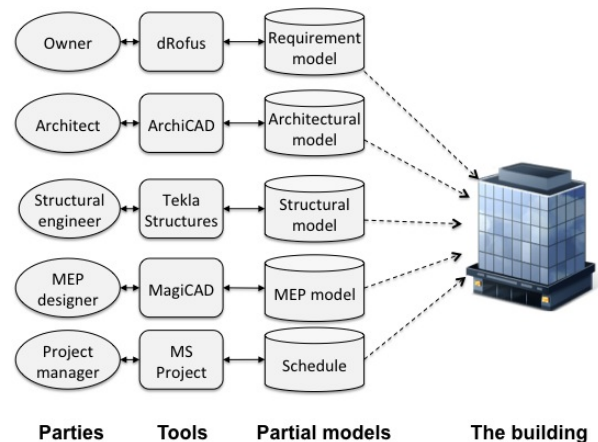 Owner
dRofus
Requirement
model
Architect
ArchiCAD
Architectural
model
Structural
engineer
Tekla
Structures
Structural
model
MEP
designer
MagiCAD
MEP model
Project
manager
MS
Project
Schedule
Parties
Tools
Partial models
The building